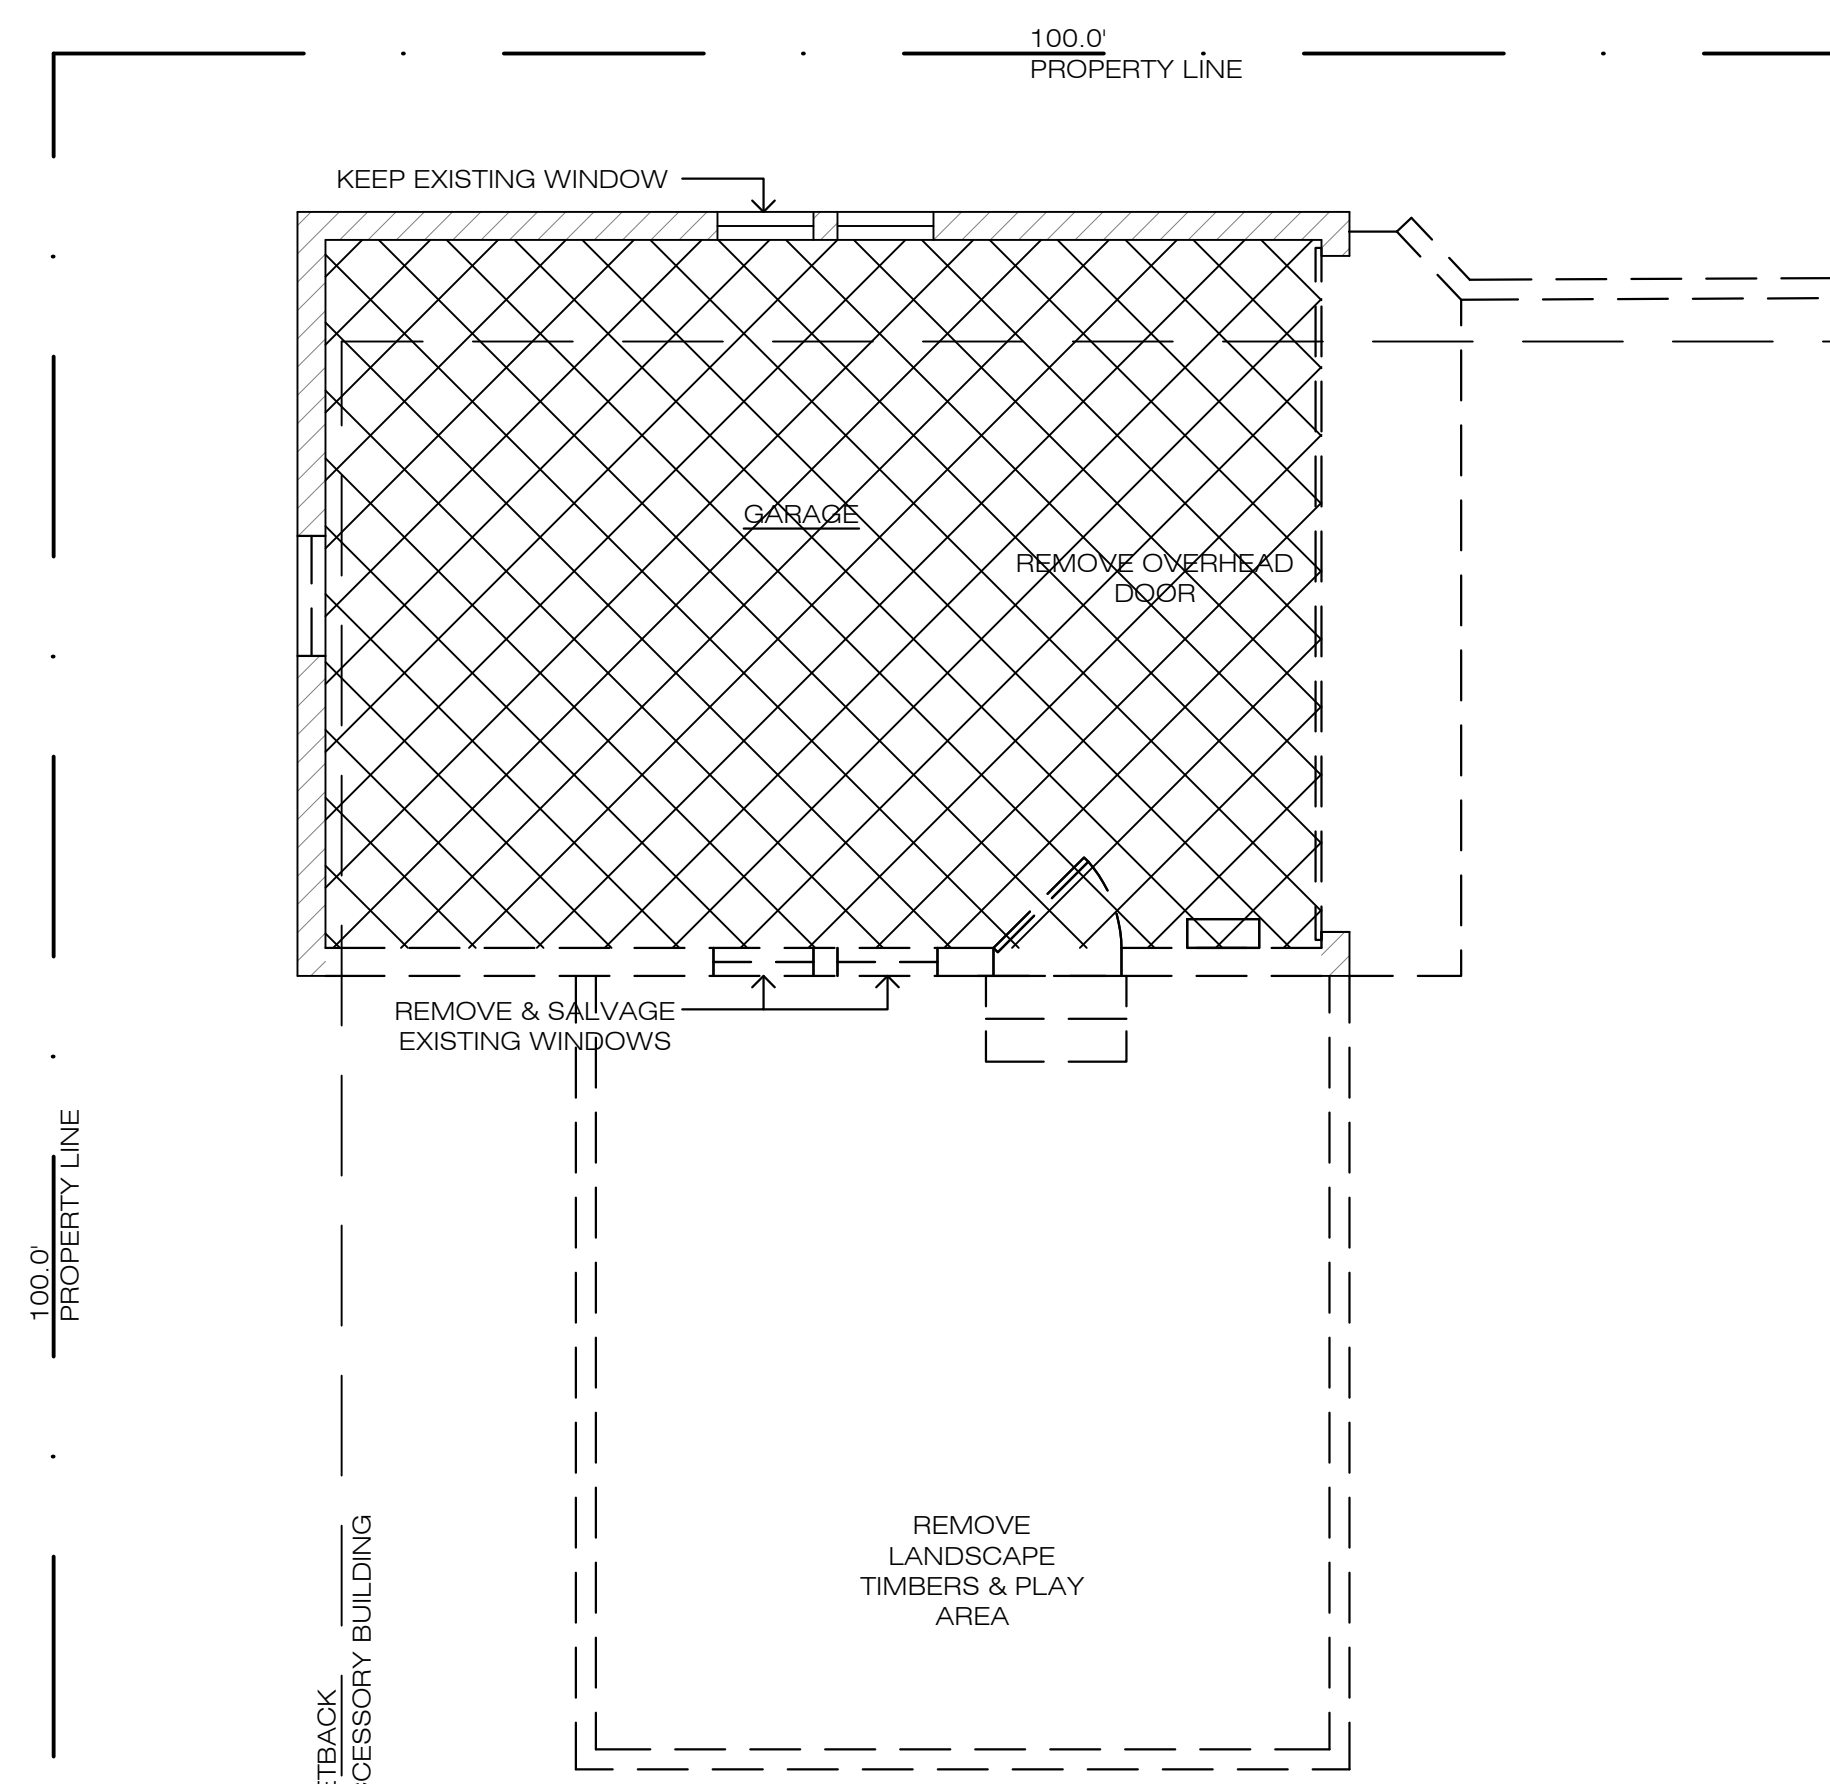 100.0'
PROPERTY LINE
KEEP EXISTING WINDOW
GARAGE
REMOVE OVERHEAD
DOOR
REMOVE & SALVAGE
EXISTING WINDOWS
100.0'
PROPERTY LINE
REMOVE
LANDSCAPE
TIMBERS & PLAY
AREA
BUILDING